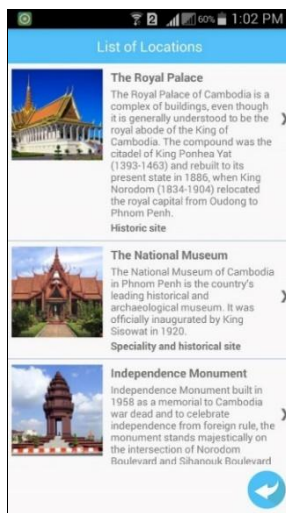 2 60% 1:02 PM
List of Locations
The Royal Palace
The Royal Palace of Cambodia is a
complex of buildings, even though
it is generally understood to be the
royal abode of the King of
Cambodia. The compound was the
citadel of King Ponhea Yat
(1393-1463) and rebuilt to its
present state in 1886, when King
Norodom (1834-1904) relocated
the royal capital from Oudong to
Phnom Penh.
Historic site
The National Museum
The National Museum of Cambodia
in Phnom Penh is the country's
leading historical and
archaeological museum. It was
officially inaugurated by King
Sisowat in 1920.
Speciality and historical site
Independence Monument
Independence Monument built in
1958 as a memorial to Cambodia
war dead and to celebrate
independence from foreign rule, the
monument stands majestically on
the intersection of Norodom
Boulevard and Sihanouk Boulevard